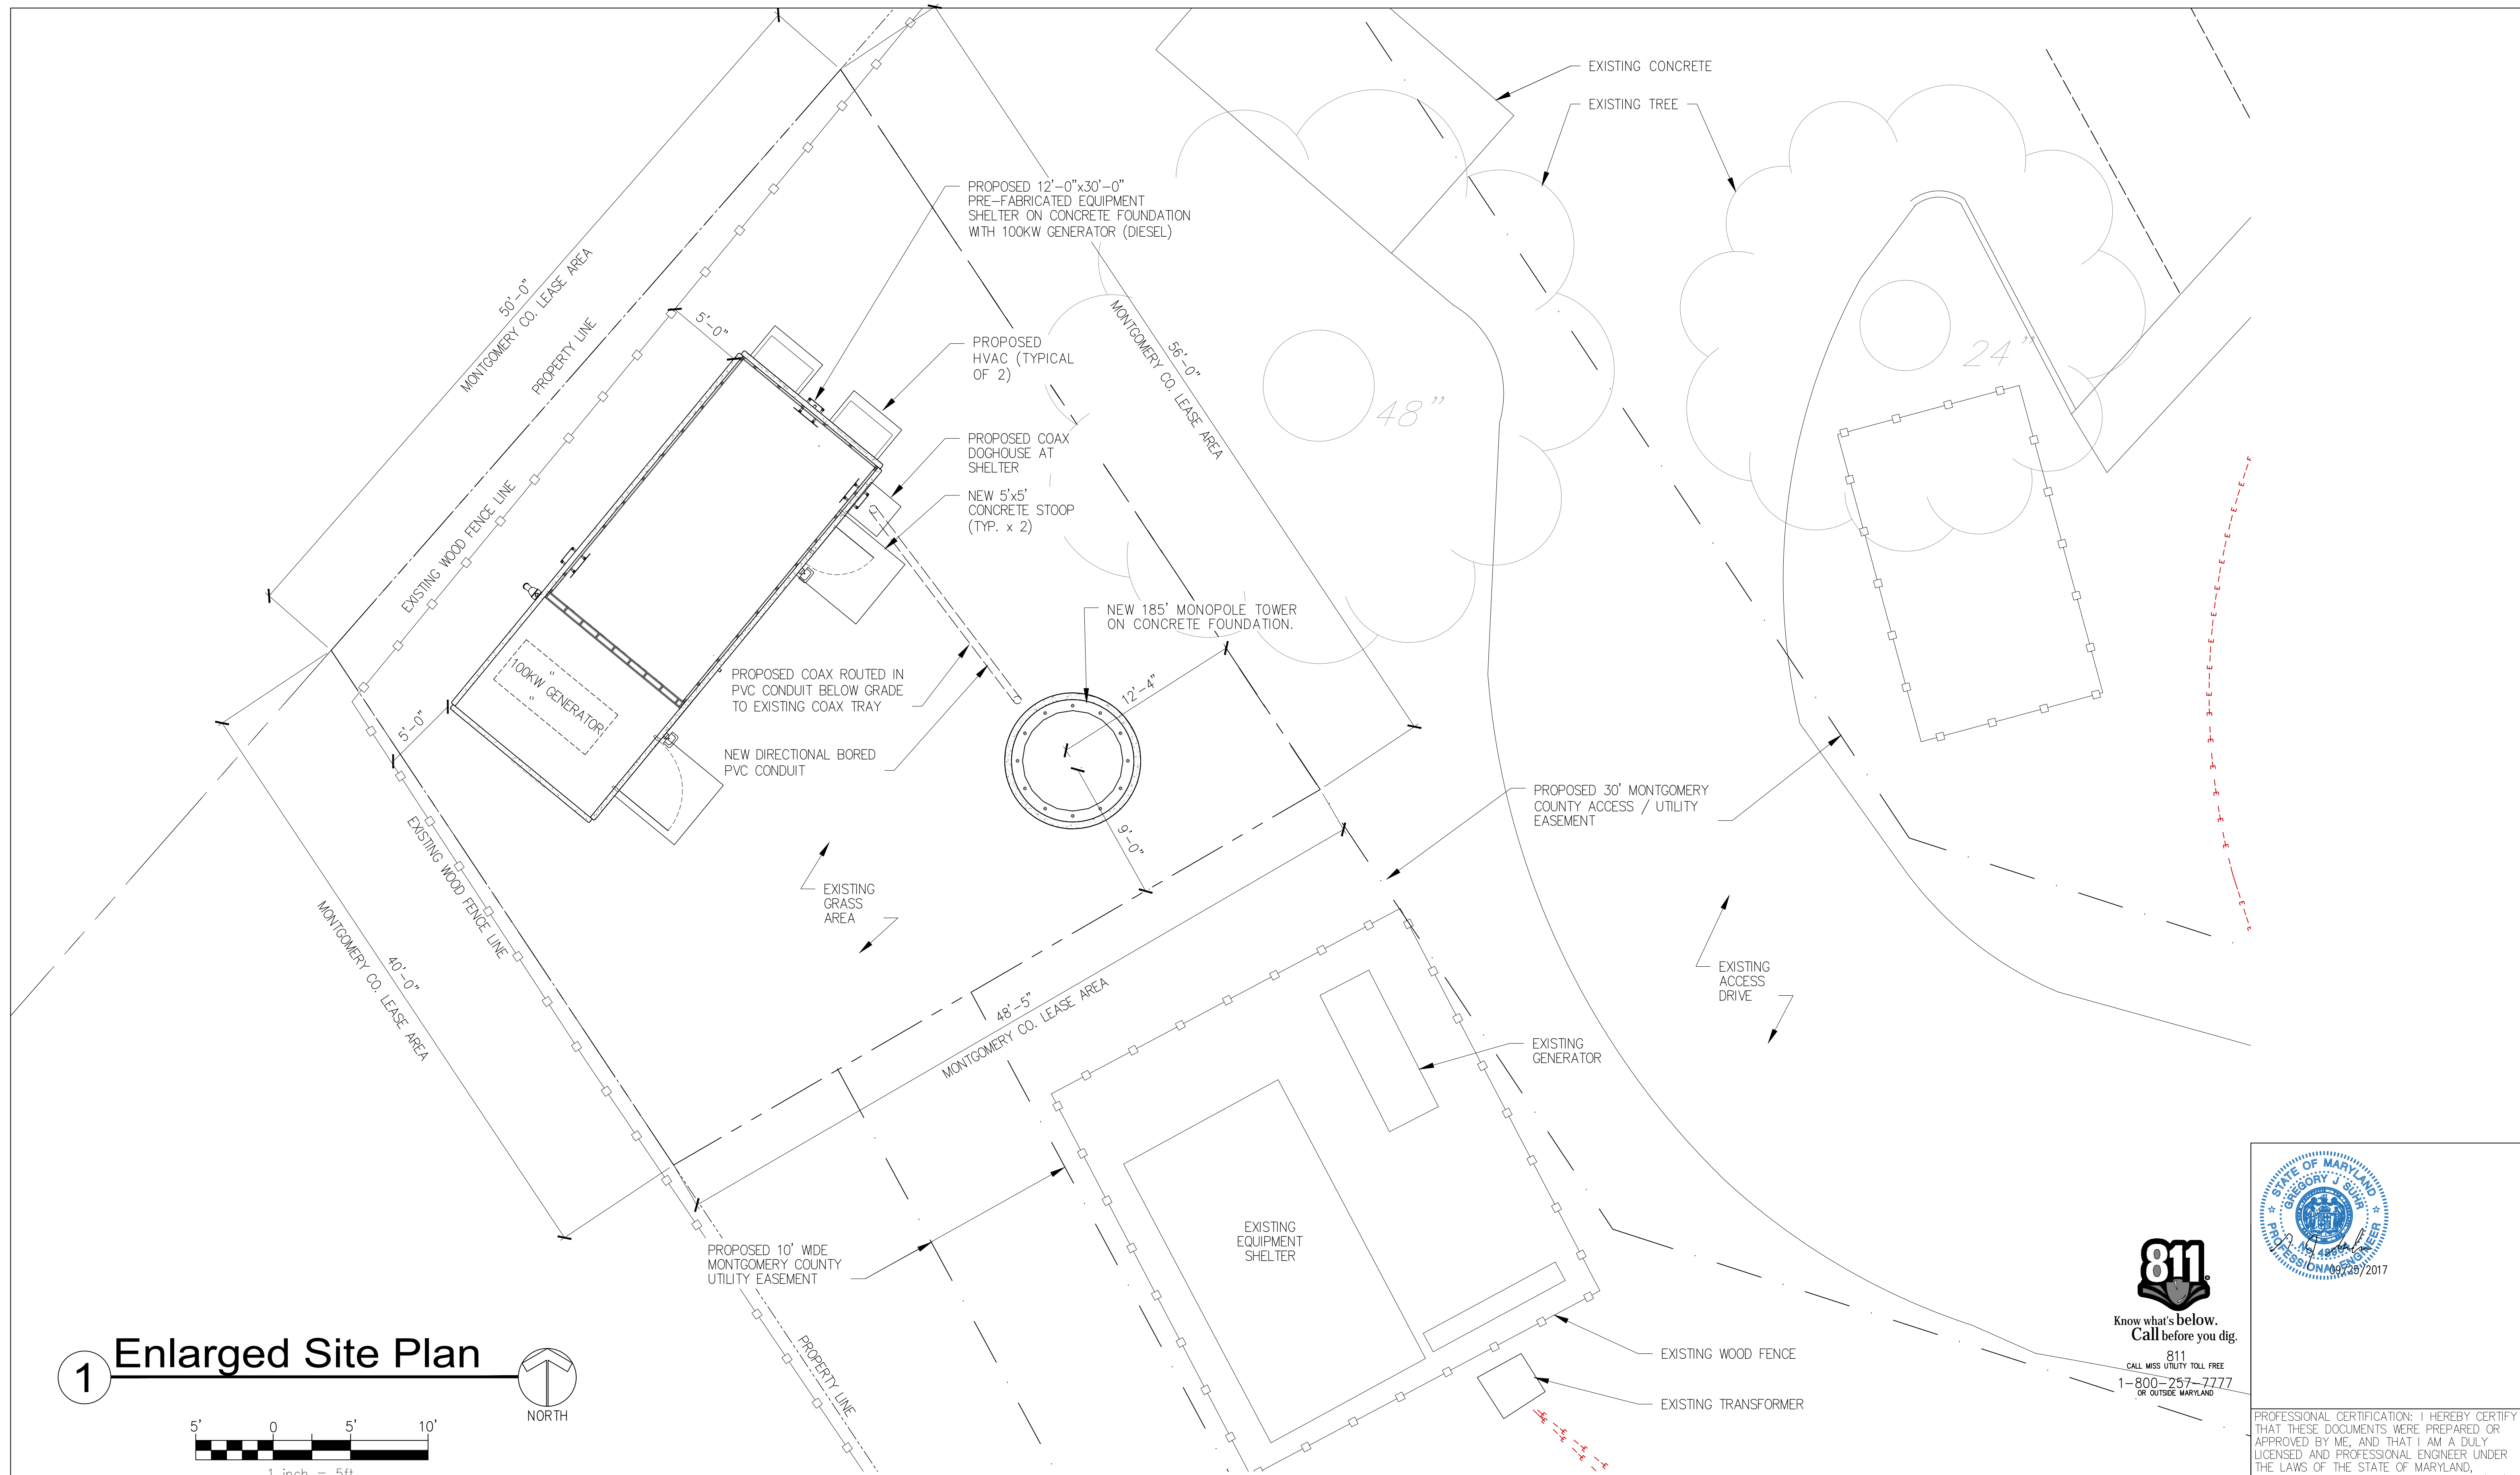 EXISTING CONCRETE
EXISTING TREE
PROPOSED 12'-0"x30'-0"
PRE-FABRICATED EQUIPMENT
SHELTER ON CONCRETE FOUNDATION
WITH 100KW GENERATOR (DIESEL)
50'-0"
MONTGOMERY CO. LEASE AREA
PROPERTY LINE
5'-0"
PROPOSED
HVAC (TYPICAL
OF 2)
56'-0"
MONTGOMERY CO. LEASE AREA
48"
24"
PROPOSED COAX
DOGHOUSE AT
SHELTER
NEW 5'x5'
CONCRETE STOOP
(TYP. x 2)
EXISTING WOOD FENCE LINE
NEW 185' MONOPOLE TOWER
ON CONCRETE FOUNDATION.
100KW GENERATOR
PROPOSED COAX ROUTED IN
PVC CONDUIT BELOW GRADE
TO EXISTING COAX TRAY
12'-4"
5'-0"
NEW DIRECTIONAL BORED
PVC CONDUIT
9'-0"
PROPOSED 30' MONTGOMERY
COUNTY ACCESS / UTILITY
EASEMENT
EXISTING WOOD FENCE LINE
EXISTING
GRASS
AREA
40'-0"
MONTGOMERY CO. LEASE AREA
48'-5"
MONTGOMERY CO. LEASE AREA
EXISTING
ACCESS
DRIVE
EXISTING
GENERATOR
EXISTING
EQUIPMENT
SHELTER
PROPOSED 10' WIDE
MONTGOMERY COUNTY
UTILITY EASEMENT
PROPERTY LINE
EXISTING WOOD FENCE
EXISTING TRANSFORMER
1
Enlarged Site Plan
NORTH
5' 0 5' 10'
1 inch = 5ft.
811
Know what's below.
Call before you dig.
811
CALL MISS UTILITY TOLL FREE
1-800-257-7777
OR OUTSIDE MARYLAND
STATE OF MARYLAND
GREGORY J SUHR
PROFESSIONAL ENGINEER
PROFESSIONAL CERTIFICATION: I HEREBY CERTIFY
THAT THESE DOCUMENTS WERE PREPARED OR
APPROVED BY ME, AND THAT I AM A DULY
LICENSED AND PROFESSIONAL ENGINEER UNDER
THE LAWS OF THE STATE OF MARYLAND,